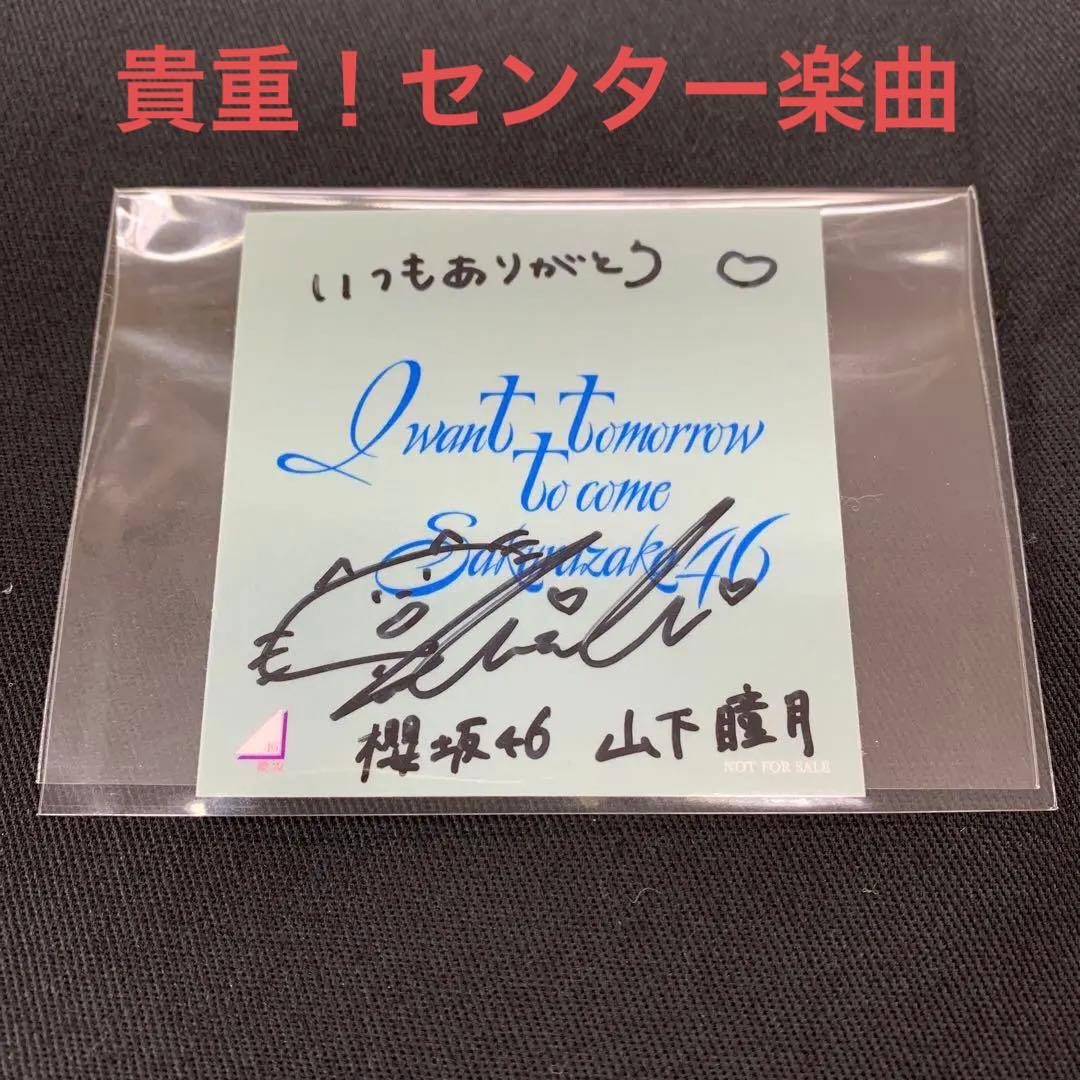 貴重！センター楽曲
いつもありがとう♡
I want tomorrow
to come
Sakurazaka46
櫻坂46 山下瞳月
NOT FOR SALE